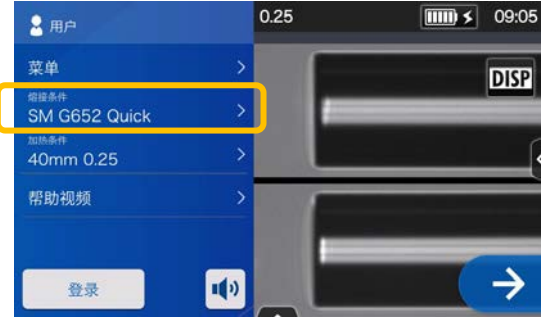 用户
0.25
09:05
菜单
DISP
熔接条件
SM G652 Quick
加热条件
40mm 0.25
帮助视频
登录